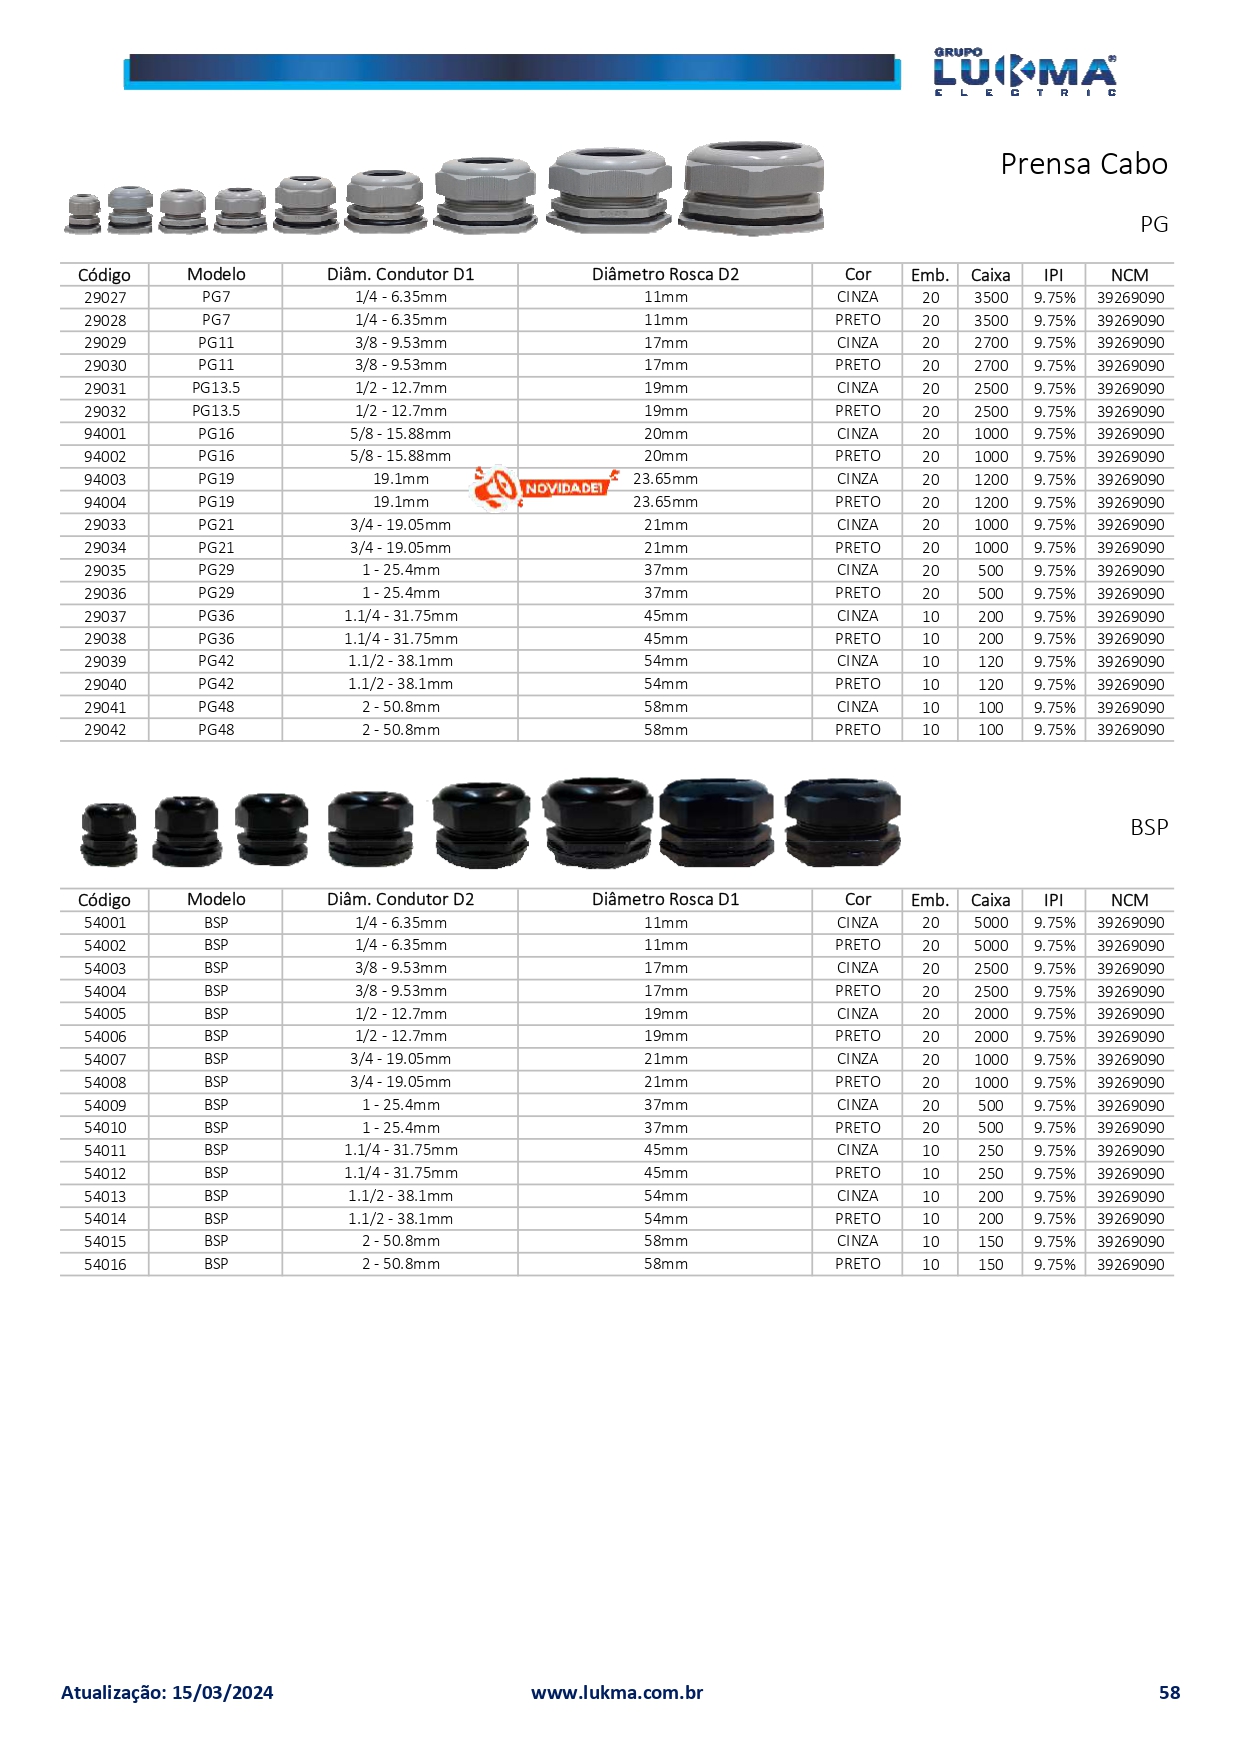 GRUPO
LUKMA®
ELECTRIC
Prensa Cabo
PG
Código Modelo Diâm. Condutor D1 Diâmetro Rosca D2 Cor Emb. Caixa IPI NCM
29027 PG7 1/4 - 6.35mm 11mm CINZA 20 3500 9.75% 39269090
29028 PG7 1/4 - 6.35mm 11mm PRETO 20 3500 9.75% 39269090
29029 PG11 3/8 - 9.53mm 17mm CINZA 20 2700 9.75% 39269090
29030 PG11 3/8 - 9.53mm 17mm PRETO 20 2700 9.75% 39269090
29031 PG13.5 1/2 - 12.7mm 19mm CINZA 20 2500 9.75% 39269090
29032 PG13.5 1/2 - 12.7mm 19mm PRETO 20 2500 9.75% 39269090
94001 PG16 5/8 - 15.88mm 20mm CINZA 20 1000 9.75% 39269090
94002 PG16 5/8 - 15.88mm 20mm PRETO 20 1000 9.75% 39269090
94003 PG19 19.1mm 23.65mm CINZA 20 1200 9.75% 39269090
NOVIDADE!
94004 PG19 19.1mm 23.65mm PRETO 20 1200 9.75% 39269090
29033 PG21 3/4 - 19.05mm 21mm CINZA 20 1000 9.75% 39269090
29034 PG21 3/4 - 19.05mm 21mm PRETO 20 1000 9.75% 39269090
29035 PG29 1 - 25.4mm 37mm CINZA 20 500 9.75% 39269090
29036 PG29 1 - 25.4mm 37mm PRETO 20 500 9.75% 39269090
29037 PG36 1.1/4 - 31.75mm 45mm CINZA 10 200 9.75% 39269090
29038 PG36 1.1/4 - 31.75mm 45mm PRETO 10 200 9.75% 39269090
29039 PG42 1.1/2 - 38.1mm 54mm CINZA 10 120 9.75% 39269090
29040 PG42 1.1/2 - 38.1mm 54mm PRETO 10 120 9.75% 39269090
29041 PG48 2 - 50.8mm 58mm CINZA 10 100 9.75% 39269090
29042 PG48 2 - 50.8mm 58mm PRETO 10 100 9.75% 39269090
BSP
Código Modelo Diâm. Condutor D2 Diâmetro Rosca D1 Cor Emb. Caixa IPI NCM
54001 BSP 1/4 - 6.35mm 11mm CINZA 20 5000 9.75% 39269090
54002 BSP 1/4 - 6.35mm 11mm PRETO 20 5000 9.75% 39269090
54003 BSP 3/8 - 9.53mm 17mm CINZA 20 2500 9.75% 39269090
54004 BSP 3/8 - 9.53mm 17mm PRETO 20 2500 9.75% 39269090
54005 BSP 1/2 - 12.7mm 19mm CINZA 20 2000 9.75% 39269090
54006 BSP 1/2 - 12.7mm 19mm PRETO 20 2000 9.75% 39269090
54007 BSP 3/4 - 19.05mm 21mm CINZA 20 1000 9.75% 39269090
54008 BSP 3/4 - 19.05mm 21mm PRETO 20 1000 9.75% 39269090
54009 BSP 1 - 25.4mm 37mm CINZA 20 500 9.75% 39269090
54010 BSP 1 - 25.4mm 37mm PRETO 20 500 9.75% 39269090
54011 BSP 1.1/4 - 31.75mm 45mm CINZA 10 250 9.75% 39269090
54012 BSP 1.1/4 - 31.75mm 45mm PRETO 10 250 9.75% 39269090
54013 BSP 1.1/2 - 38.1mm 54mm CINZA 10 200 9.75% 39269090
54014 BSP 1.1/2 - 38.1mm 54mm PRETO 10 200 9.75% 39269090
54015 BSP 2 - 50.8mm 58mm CINZA 10 150 9.75% 39269090
54016 BSP 2 - 50.8mm 58mm PRETO 10 150 9.75% 39269090
Atualização: 15/03/2024 www.lukma.com.br 58